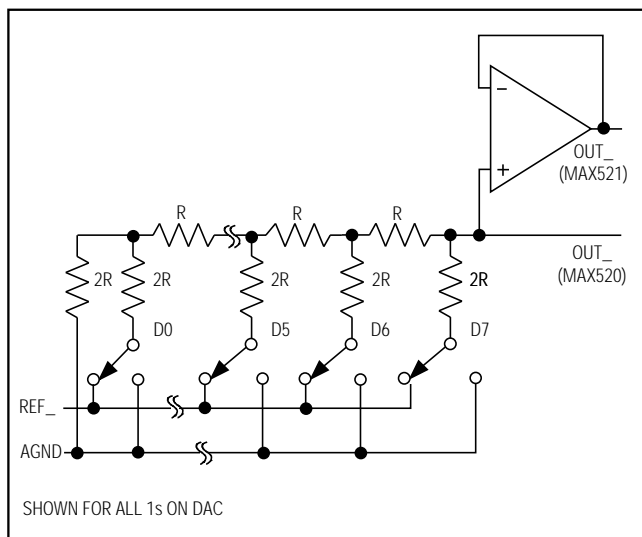 −
+
OUT_
(MAX521)
R
R
R
OUT_
(MAX520)
2R
2R
2R
2R
2R
D0
D5
D6
D7
REF_
AGND
SHOWN FOR ALL 1s ON DAC